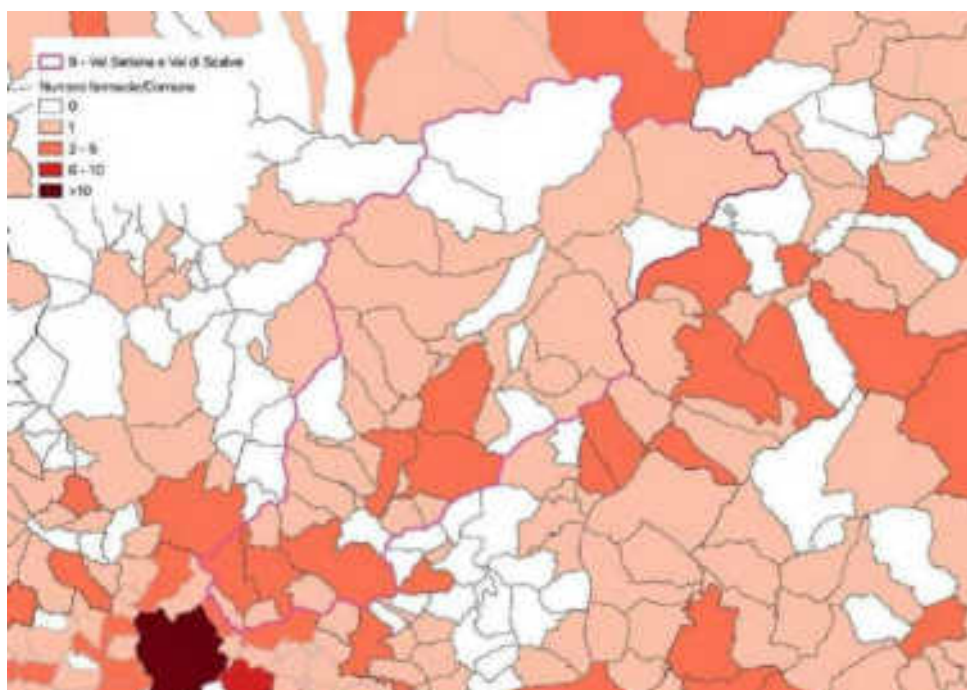 9 - Val Seriana e Val di Scalve
Numero farmacie/Comune
0
1
2 - 5
6 - 10
>10